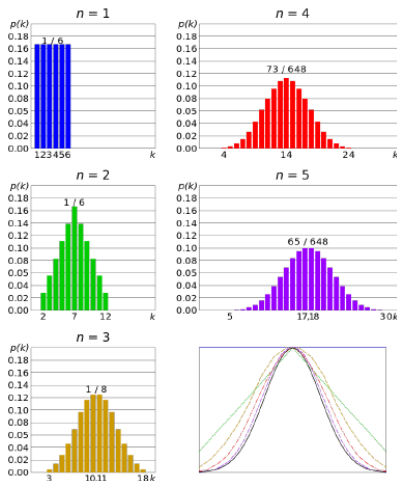 n = 1
p(k)
0.18
0.16
0.14
0.12
0.10
0.08
0.06
0.04
0.02
0.00
1 / 6
123456 k
n = 4
p(k)
0.18
0.16
0.14
0.12
0.10
0.08
0.06
0.04
0.02
0.00
73 / 648
4 14 24 k
n = 2
p(k)
0.18
0.16
0.14
0.12
0.10
0.08
0.06
0.04
0.02
0.00
1 / 6
2 7 12 k
n = 5
p(k)
0.18
0.16
0.14
0.12
0.10
0.08
0.06
0.04
0.02
0.00
65 / 648
5 17,18 30 k
n = 3
p(k)
0.18
0.16
0.14
0.12
0.10
0.08
0.06
0.04
0.02
0.00
1 / 8
3 10,11 18 k